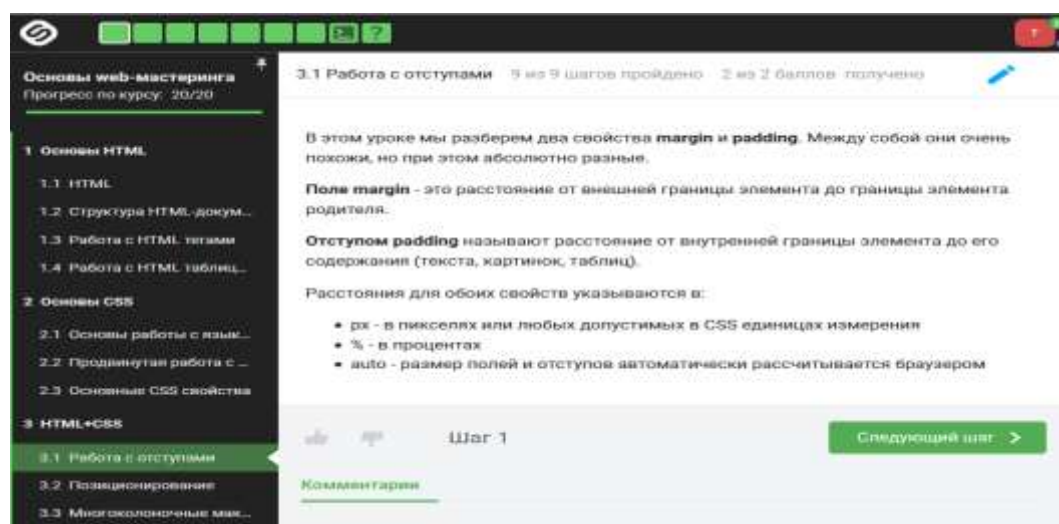 Основы web-мастеринга
Прогресс по курсу: 20/20
1 Основы HTML
1.1 HTML
1.2 Структура HTML-докум...
1.3 Работа с HTML тегами
1.4 Работа с HTML таблиц...
2 Основы CSS
2.1 Основы работы с язык...
2.2 Продвинутая работа с ...
2.3 Основные CSS свойства
3 HTML+CSS
3.1 Работа с отступами
3.2 Позиционирование
3.3 Многоколоночные мак...
?
T
3.1 Работа с отступами 9 из 9 шагов пройдено 2 из 2 баллов получено
В этом уроке мы разберем два свойства margin и padding. Между собой они очень
похожи, но при этом абсолютно разные.
Поле margin - это расстояние от внешней границы элемента до границы элемента
родителя.
Отступом padding называют расстояние от внутренней границы элемента до его
содержания (текста, картинок, таблиц).
Расстояния для обоих свойств указываются в:
• px - в пикселях или любых допустимых в CSS единицах измерения
• % - в процентах
• auto - размер полей и отступов автоматически рассчитывается браузером
Шаг 1
Следующий шаг >
Комментарии